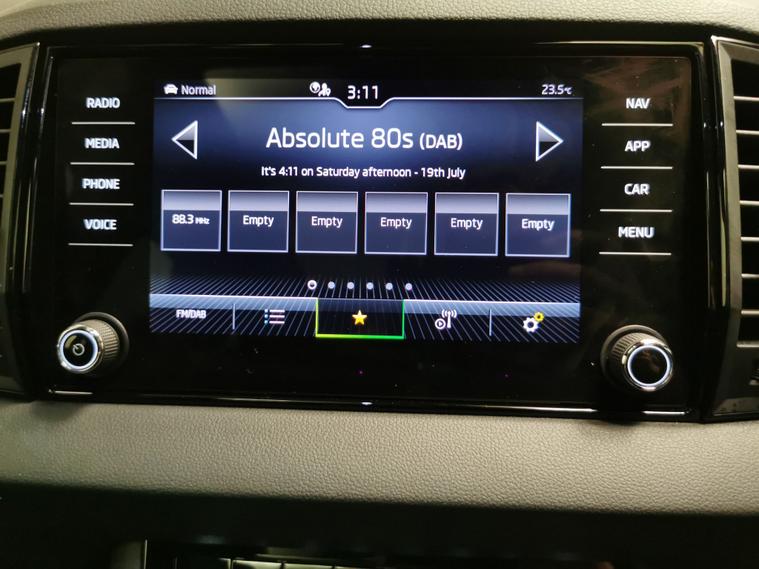 Normal 3:11 23.5°C
RADIO
MEDIA
PHONE
VOICE
Absolute 80s (DAB)
It's 4:11 on Saturday afternoon - 19th July
88.3 MHz
Empty
Empty
Empty
Empty
Empty
FM/DAB
NAV
APP
CAR
MENU